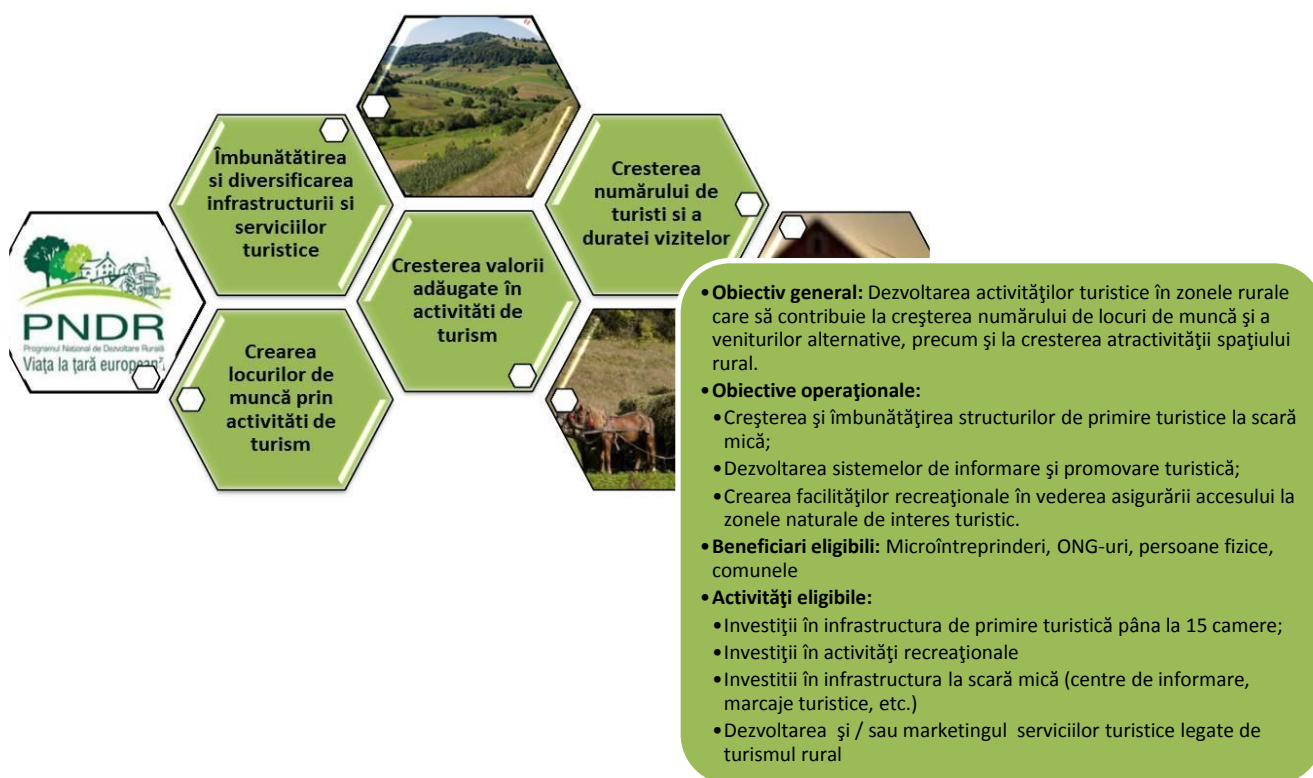 Îmbunătătirea
si diversificarea
infrastructurii si
serviciilor
turistice
Cresterea
numărului de
turisti si a
duratei vizitelor
PNDR
Programul Național de Dezvoltare Rurală
Viața la țară europeană
Cresterea valorii
adăugate în
activităti de
turism
Crearea
locurilor de
muncă prin
activităti de
turism
•Obiectiv general: Dezvoltarea activităţilor turistice în zonele rurale
care să contribuie la creşterea numărului de locuri de muncă şi a
veniturilor alternative, precum şi la cresterea atractivităţii spaţiului
rural.
•Obiective operaţionale:
•Creşterea şi îmbunătăţirea structurilor de primire turistice la scară
mică;
•Dezvoltarea sistemelor de informare şi promovare turistică;
•Crearea facilităţilor recreaţionale în vederea asigurării accesului la
zonele naturale de interes turistic.
•Beneficiari eligibili: Microîntreprinderi, ONG-uri, persoane fizice,
comunele
•Activităţi eligibile:
•Investiţii în infrastructura de primire turistică pâna la 15 camere;
•Investiţii în activităţi recreaţionale
•Investitii în infrastructura la scară mică (centre de informare,
marcaje turistice, etc.)
•Dezvoltarea şi / sau marketingul serviciilor turistice legate de
turismul rural